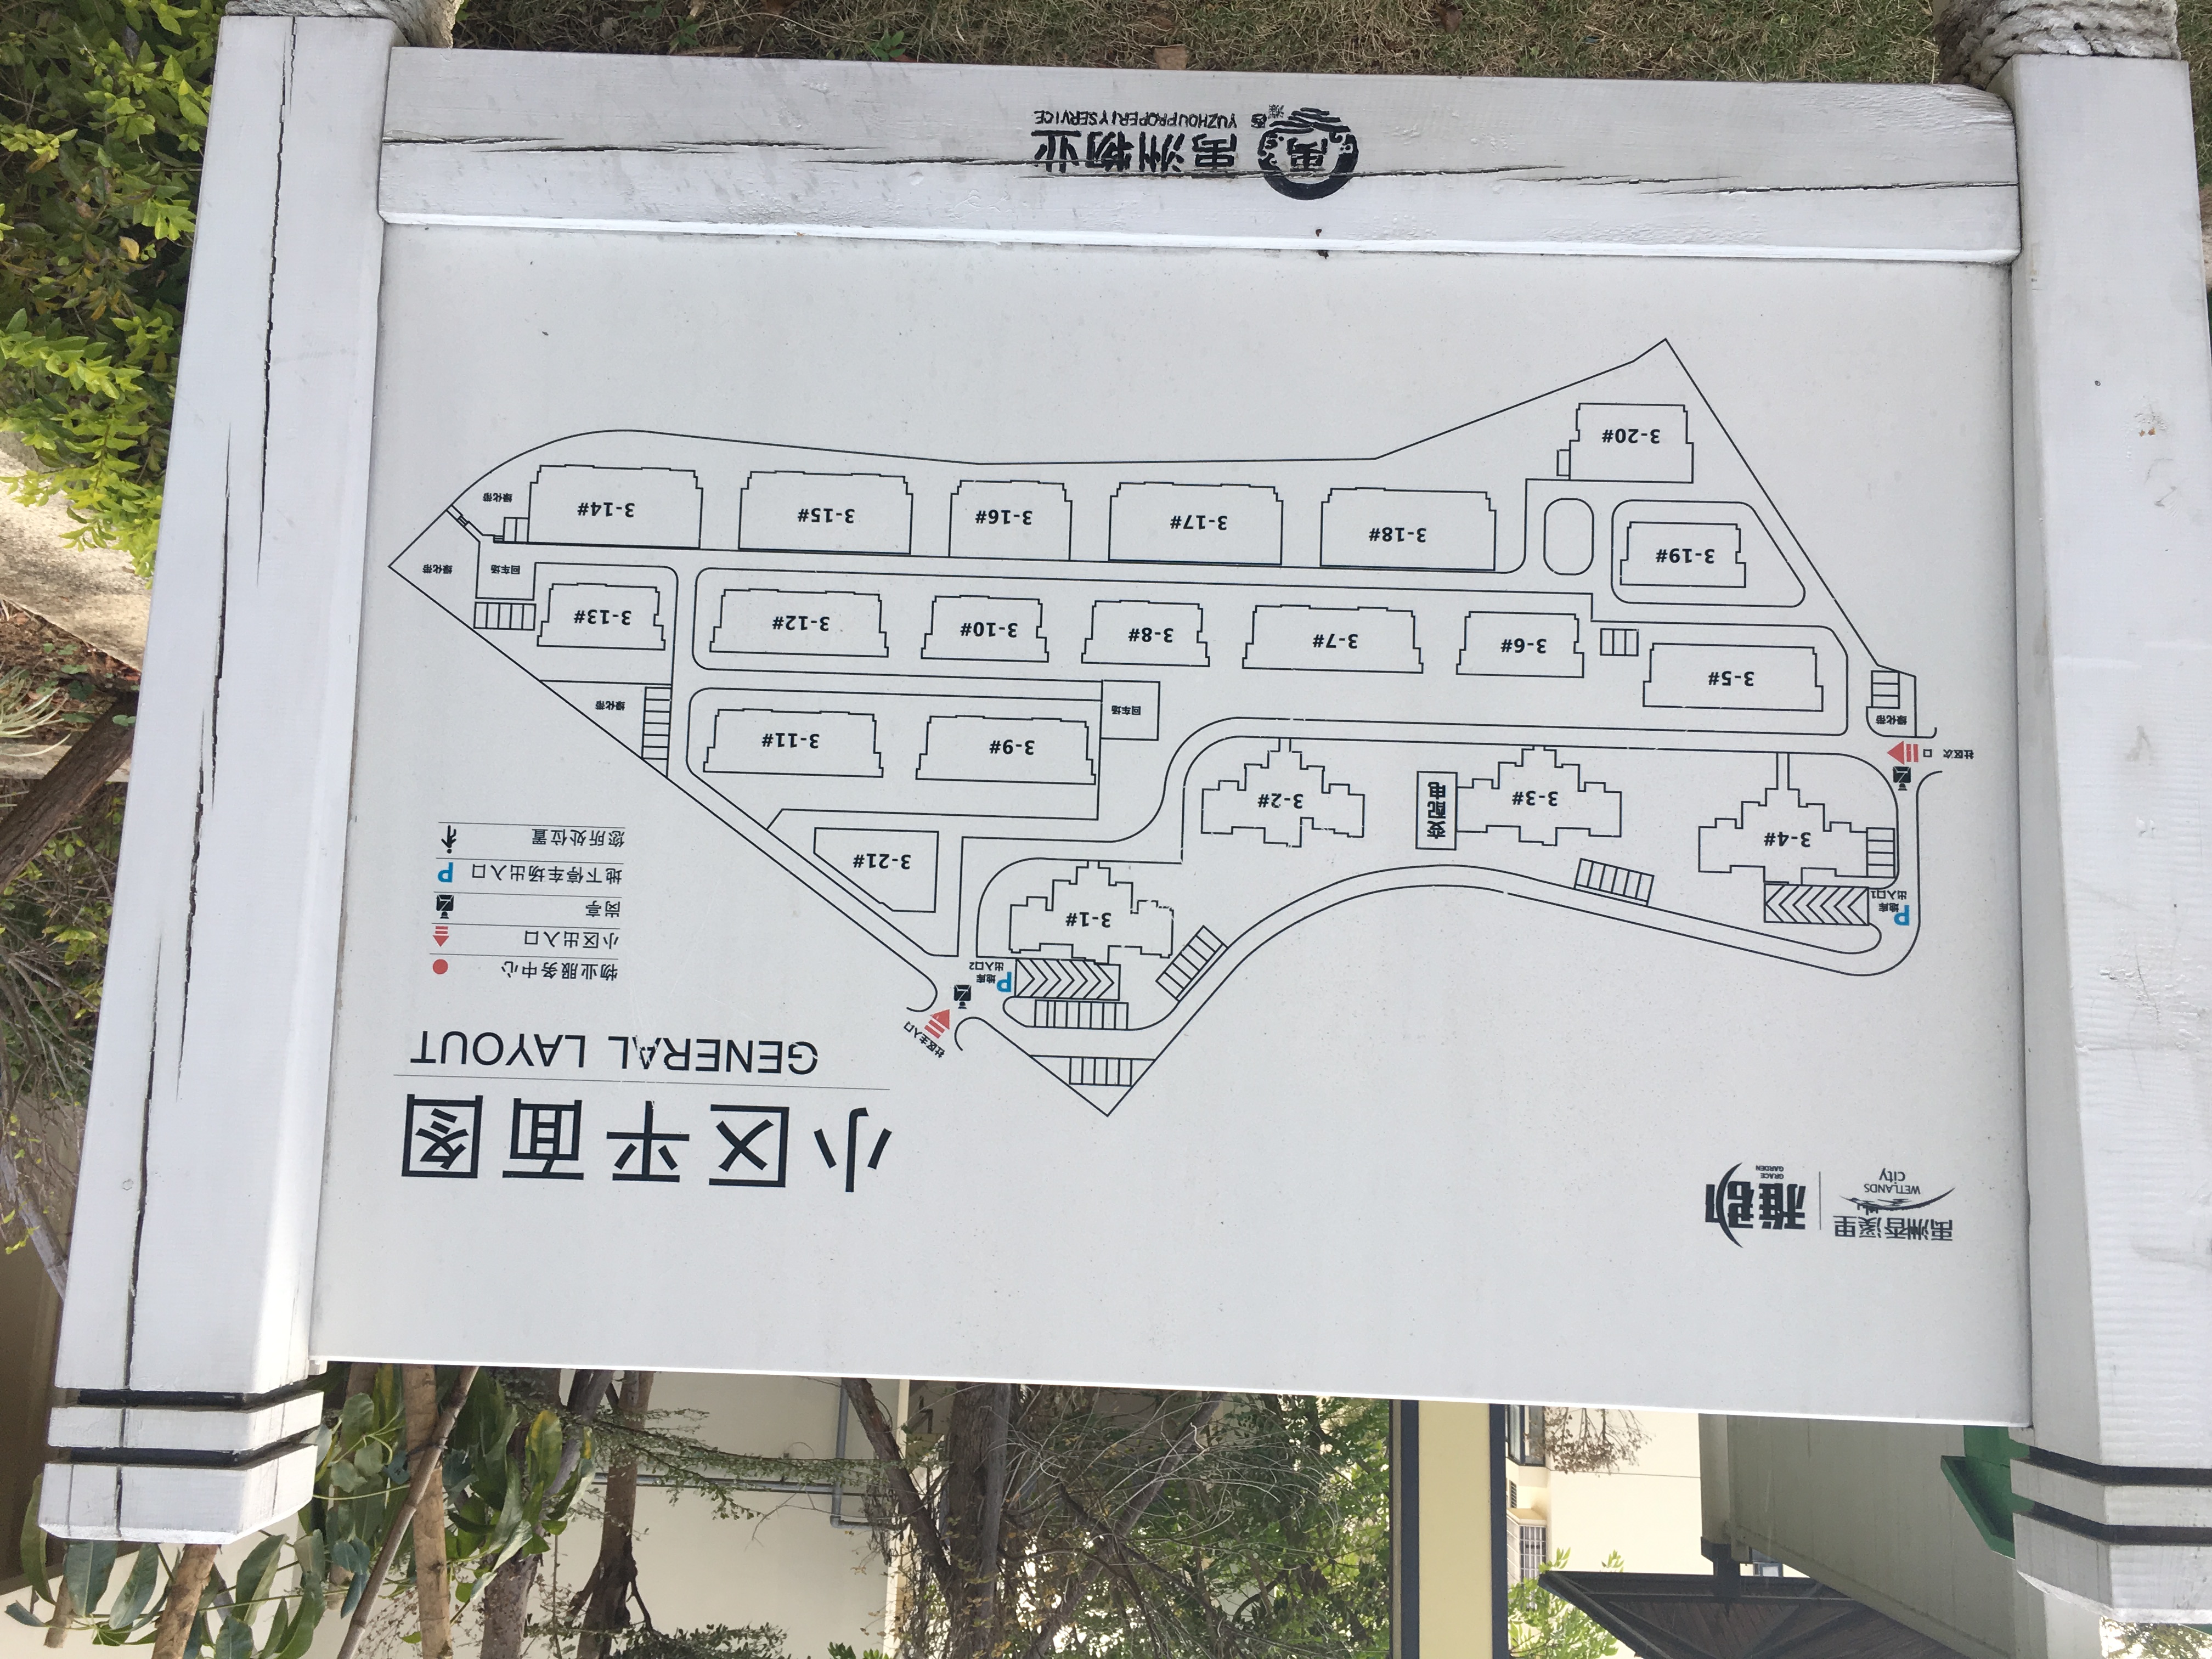 禹洲香溪里
WETLANDS
city
雅郡
GRACE
GARDEN
小区平面图
GENERAL LAYOUT
物业服务中心
小区出入口
岗亭
地下停车场出入口 P
您所处位置
社区主入口
P地库
出入口2
3-1#
P地库
出入口1
3-4#
3-3#
变配电
3-2#
3-21#
社区次 口
绿化带
3-9#
3-11#
回车场
绿化带
3-5#
3-6#
3-7#
3-8#
3-10#
3-12#
3-13#
回车场
绿化带
3-19#
3-18#
3-17#
3-16#
3-15#
3-14#
绿化带
3-20#
禹
禹洲物业
YUZHOUPROPERIYSERVICE